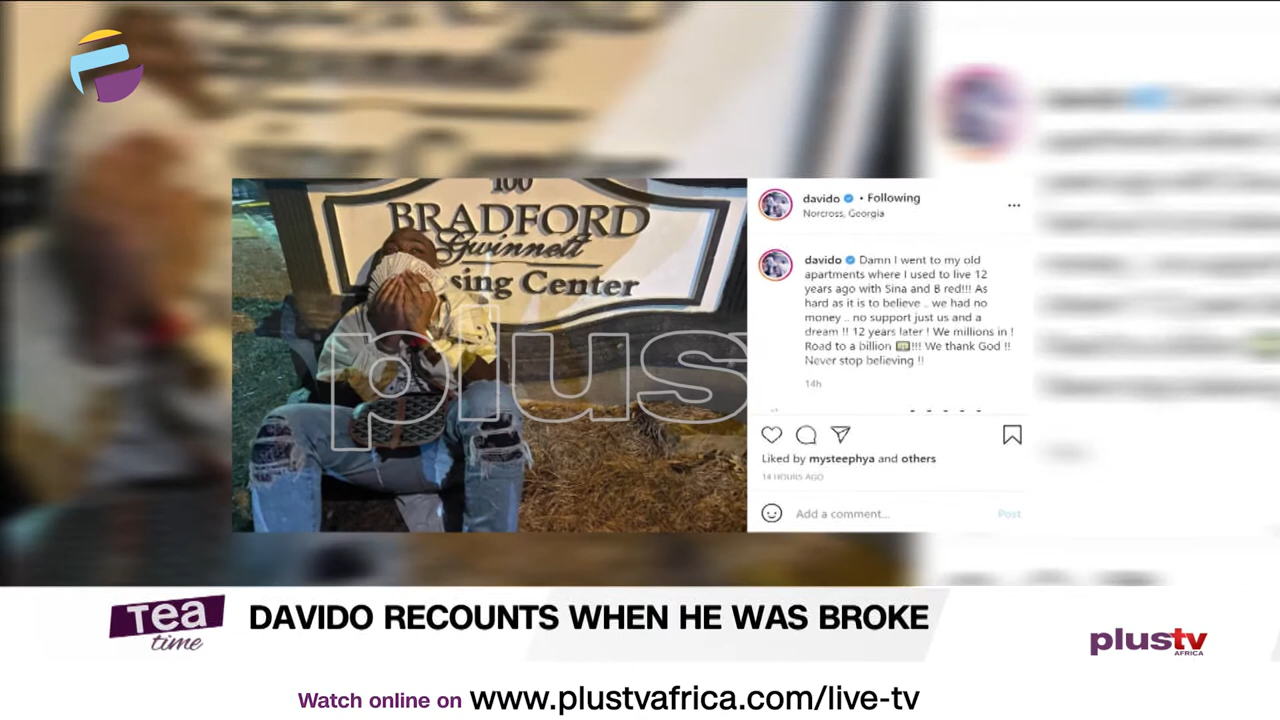 100
BRADFORD
Gwinnett
sing Center
plus
davido • Following
Norcross, Georgia
davido Damn I went to my old
apartments where I used to live 12
years ago with Sina and B red!!! As
hard as it is to believ .. we had no
money .. no support just us and a
dream !! 12 years later ! We millions in !
Road to a billion 💵!!! We thank God !!
Never stop believing !!
14h
Liked by mysteephya and others
14 HOURS AGO
Add a comment...
Post
Tea
time
DAVIDO RECOUNTS WHEN HE WAS BROKE
plustv
AFRICA
Watch online on www.plustvafrica.com/live-tv